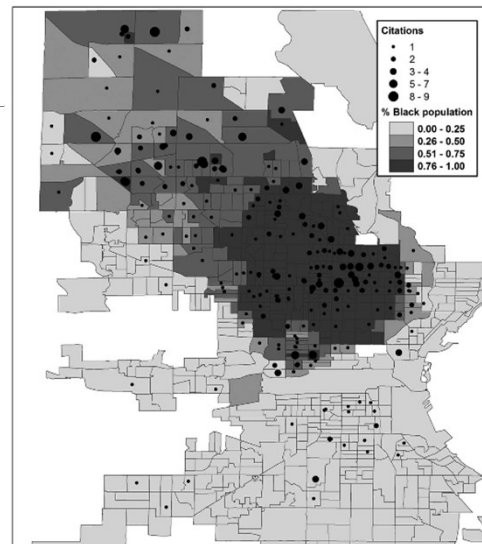 Citations
1
2
3 - 4
5 - 7
8 - 9
% Black population
0.00 - 0.25
0.26 - 0.50
0.51 - 0.75
0.76 - 1.00